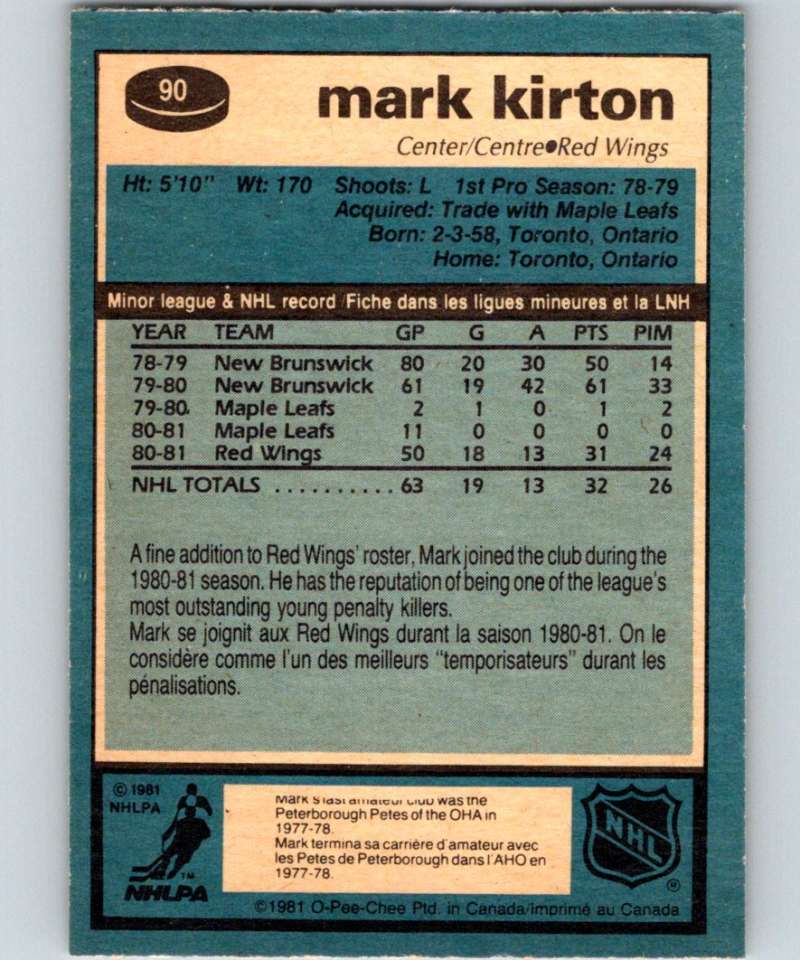 90
mark kirton
Center/Centre●Red Wings
Ht: 5'10" Wt: 170 Shoots: L 1st Pro Season: 78-79
Acquired: Trade with Maple Leafs
Born: 2-3-58, Toronto, Ontario
Home: Toronto, Ontario
Minor league & NHL record/Fiche dans les ligues mineures et la LNH
YEAR TEAM GP G A PTS PIM
78-79 New Brunswick 80 20 30 50 14
79-80 New Brunswick 61 19 42 61 33
79-80 Maple Leafs 2 1 0 1 2
80-81 Maple Leafs 11 0 0 0 0
80-81 Red Wings 50 18 13 31 24
NHL TOTALS .......... 63 19 13 32 26
A fine addition to Red Wings' roster, Mark joined the club during the
1980-81 season. He has the reputation of being one of the league's
most outstanding young penalty killers.
Mark se joignit aux Red Wings durant la saison 1980-81. On le
considère comme l'un des meilleurs "temporisateurs" durant les
pénalisations.
© 1981
NHLPA
Mark's last amateur club was the
Peterborough Petes of the OHA in
1977-78.
Mark termina sa carrière d'amateur avec
les Petes de Peterborough dans l'AHO en
1977-78.
TM
NHLPA
NHL
®
©1981 O-Pee-Chee Ptd. in Canada/imprimé au Canada